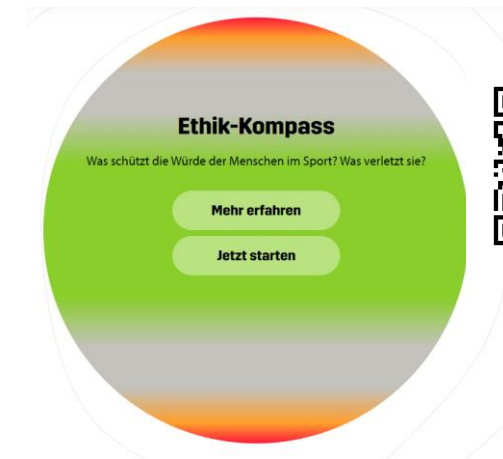 Ethik-Kompass
Was schützt die Würde der Menschen im Sport? Was verletzt sie?
Mehr erfahren
Jetzt starten